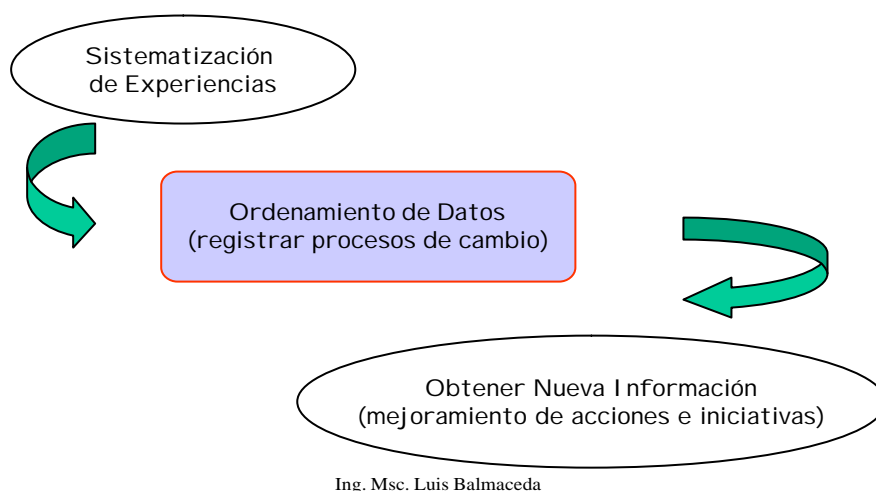 Sistematización
de Experiencias
Ordenamiento de Datos
(registrar procesos de cambio)
Obtener Nueva Información
(mejoramiento de acciones e iniciativas)
Ing. Msc. Luis Balmaceda